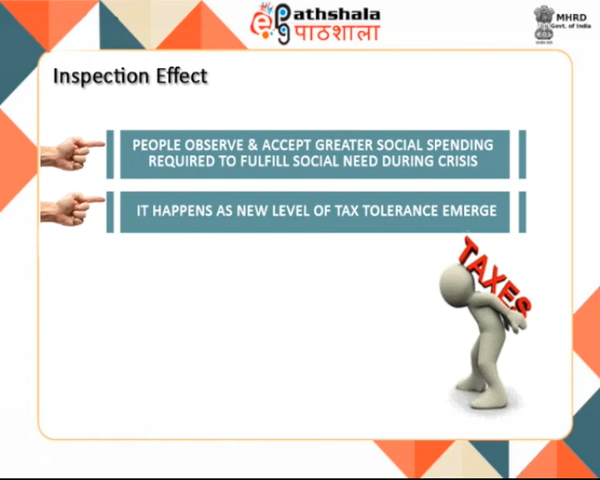 ePathshala
पाठशाला
MHRD
Govt. of India
Inspection Effect
PEOPLE OBSERVE & ACCEPT GREATER SOCIAL SPENDING
REQUIRED TO FULFILL SOCIAL NEED DURING CRISIS
IT HAPPENS AS NEW LEVEL OF TAX TOLERANCE EMERGE
TAXES